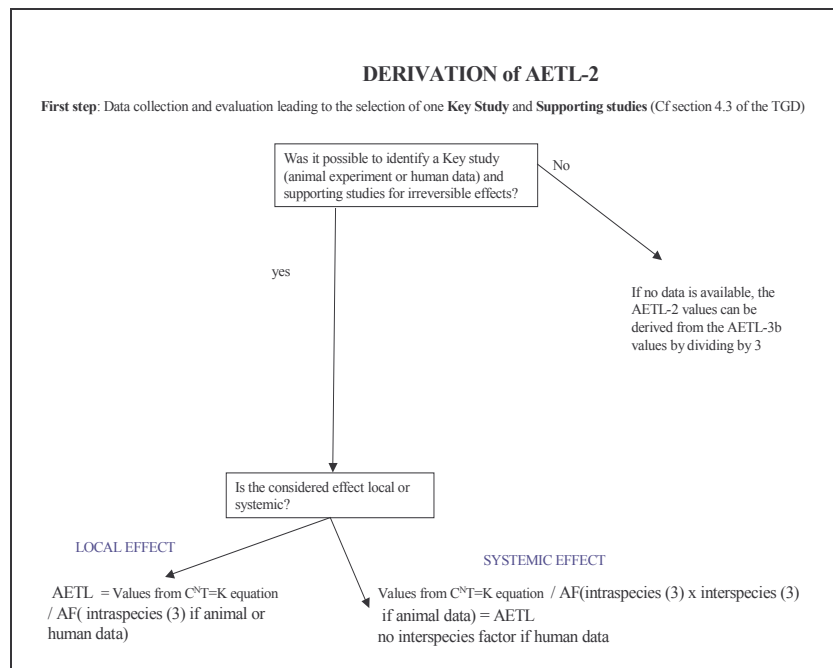 DERIVATION of AETL-2
First step: Data collection and evaluation leading to the selection of one Key Study and Supporting studies (Cf section 4.3 of the TGD)
Was it possible to identify a Key study
(animal experiment or human data) and
supporting studies for irreversible effects?
No
yes
If no data is available, the
AETL-2 values can be
derived from the AETL-3b
values by dividing by 3
Is the considered effect local or
systemic?
LOCAL EFFECT
AETL = Values from CᴺT=K equation
/ AF( intraspecies (3) if animal or
human data)
SYSTEMIC EFFECT
Values from CᴺT=K equation / AF(intraspecies (3) x interspecies (3)
if animal data) = AETL
no interspecies factor if human data